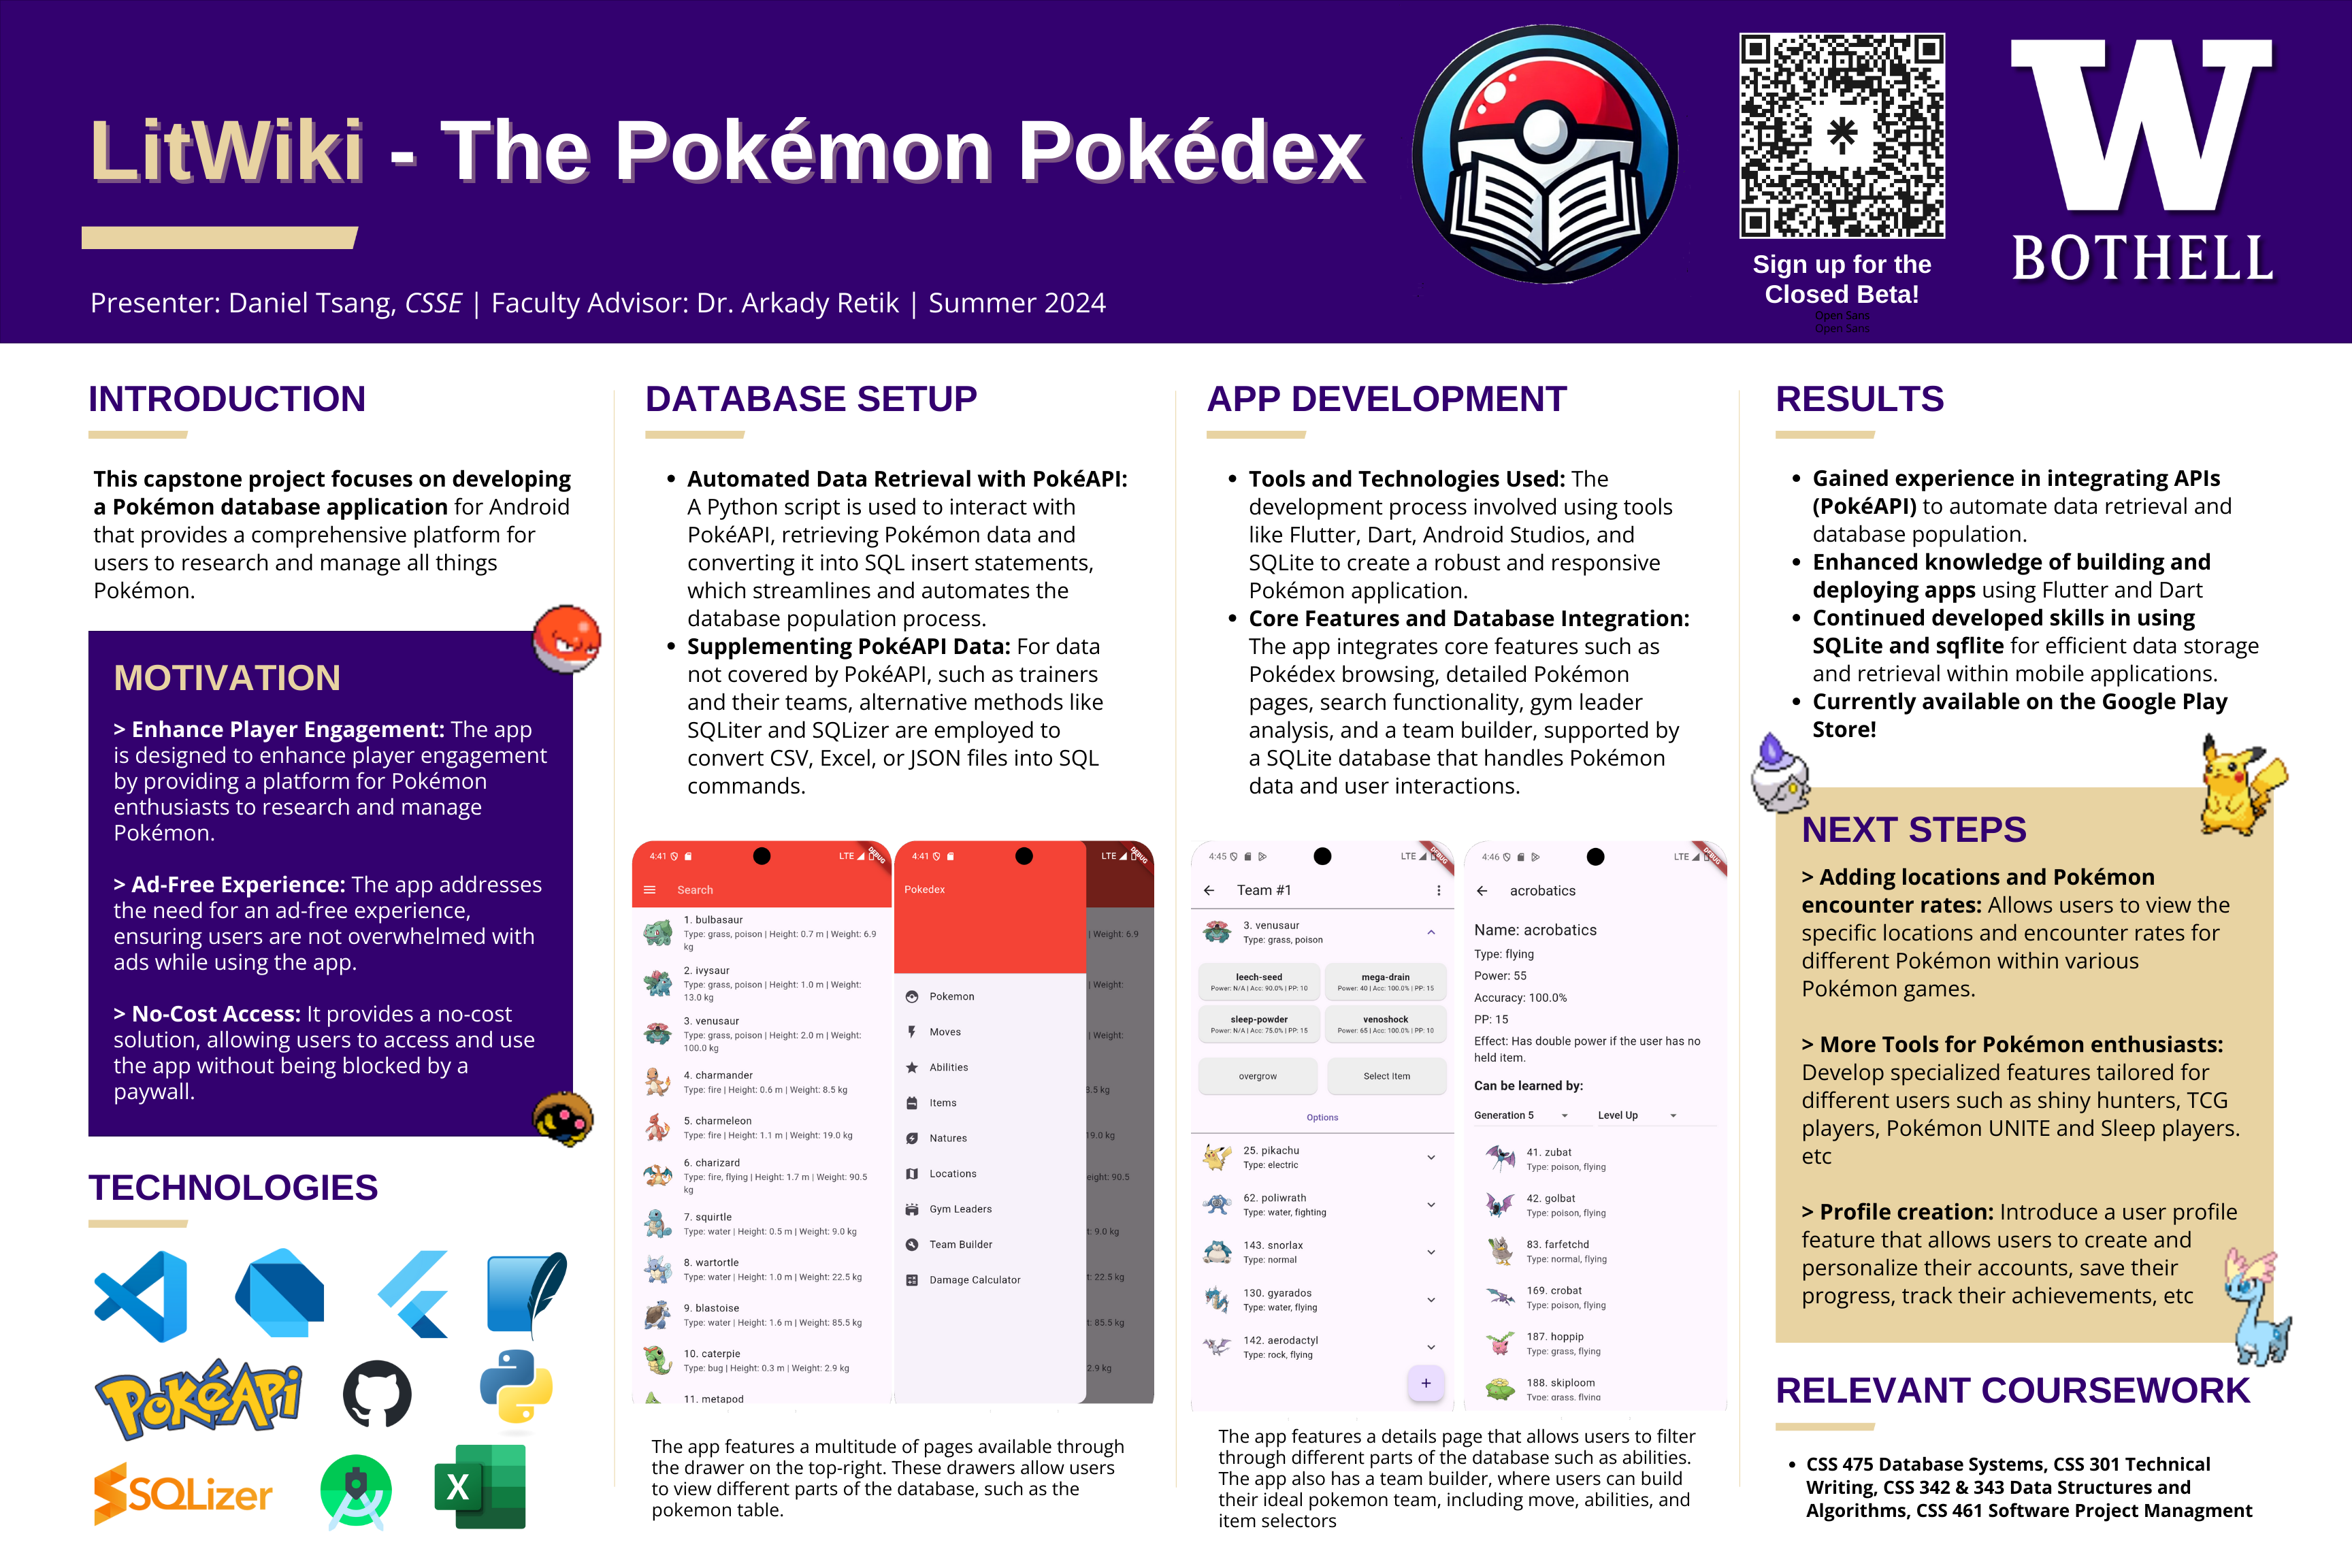 LitWiki - The Pokémon Pokédex
Presenter: Daniel Tsang, CSSE | Faculty Advisor: Dr. Arkady Retik | Summer 2024
Sign up for the
Closed Beta!
Open Sans
Open Sans
W
BOTHELL
INTRODUCTION
This capstone project focuses on developing
a Pokémon database application for Android
that provides a comprehensive platform for
users to research and manage all things
Pokémon.
MOTIVATION
> Enhance Player Engagement: The app
is designed to enhance player engagement
by providing a platform for Pokémon
enthusiasts to research and manage
Pokémon.
> Ad-Free Experience: The app addresses
the need for an ad-free experience,
ensuring users are not overwhelmed with
ads while using the app.
> No-Cost Access: It provides a no-cost
solution, allowing users to access and use
the app without being blocked by a
paywall.
TECHNOLOGIES
PokéAPi
SQLizer
X
DATABASE SETUP
• Automated Data Retrieval with PokéAPI:
A Python script is used to interact with
PokéAPI, retrieving Pokémon data and
converting it into SQL insert statements,
which streamlines and automates the
database population process.
• Supplementing PokéAPI Data: For data
not covered by PokéAPI, such as trainers
and their teams, alternative methods like
SQLiter and SQLizer are employed to
convert CSV, Excel, or JSON files into SQL
commands.
4:41
LTE
DEBUG
Search
1. bulbasaur
Type: grass, poison | Height: 0.7 m | Weight: 6.9
kg
2. ivysaur
Type: grass, poison | Height: 1.0 m | Weight:
13.0 kg
3. venusaur
Type: grass, poison | Height: 2.0 m | Weight:
100.0 kg
4. charmander
Type: fire | Height: 0.6 m | Weight: 8.5 kg
5. charmeleon
Type: fire | Height: 1.1 m | Weight: 19.0 kg
6. charizard
Type: fire, flying | Height: 1.7 m | Weight: 90.5
kg
7. squirtle
Type: water | Height: 0.5 m | Weight: 9.0 kg
8. wartortle
Type: water | Height: 1.0 m | Weight: 22.5 kg
9. blastoise
Type: water | Height: 1.6 m | Weight: 85.5 kg
10. caterpie
Type: bug | Height: 0.3 m | Weight: 2.9 kg
11. metapod
4:41
LTE
DEBUG
Pokedex
Pokemon
Moves
Abilities
Items
Natures
Locations
Gym Leaders
Team Builder
Damage Calculator
| Weight: 6.9
| Weight:
| Weight:
8.5 kg
19.0 kg
eight: 90.5
t: 9.0 kg
t: 22.5 kg
: 85.5 kg
2.9 kg
The app features a multitude of pages available through
the drawer on the top-right. These drawers allow users
to view different parts of the database, such as the
pokemon table.
APP DEVELOPMENT
• Tools and Technologies Used: The
development process involved using tools
like Flutter, Dart, Android Studios, and
SQLite to create a robust and responsive
Pokémon application.
• Core Features and Database Integration:
The app integrates core features such as
Pokédex browsing, detailed Pokémon
pages, search functionality, gym leader
analysis, and a team builder, supported by
a SQLite database that handles Pokémon
data and user interactions.
4:45
LTE
DEBUG
Team #1
3. venusaur
Type: grass, poison
leech-seed
Power: N/A | Acc: 90.0% | PP: 10
mega-drain
Power: 40 | Acc: 100.0% | PP: 15
sleep-powder
Power: N/A | Acc: 75.0% | PP: 15
venoshock
Power: 65 | Acc: 100.0% | PP: 10
overgrow
Select Item
Options
25. pikachu
Type: electric
62. poliwrath
Type: water, fighting
143. snorlax
Type: normal
130. gyarados
Type: water, flying
142. aerodactyl
Type: rock, flying
+
4:46
LTE
DEBUG
acrobatics
Name: acrobatics
Type: flying
Power: 55
Accuracy: 100.0%
PP: 15
Effect: Has double power if the user has no
held item.
Can be learned by:
Generation 5
Level Up
41. zubat
Type: poison, flying
42. golbat
Type: poison, flying
83. farfetchd
Type: normal, flying
169. crobat
Type: poison, flying
187. hoppip
Type: grass, flying
188. skiploom
Type: grass, flying
The app features a details page that allows users to filter
through different parts of the database such as abilities.
The app also has a team builder, where users can build
their ideal pokemon team, including move, abilities, and
item selectors
RESULTS
• Gained experience in integrating APIs
(PokéAPI) to automate data retrieval and
database population.
• Enhanced knowledge of building and
deploying apps using Flutter and Dart
• Continued developed skills in using
SQLite and sqflite for efficient data storage
and retrieval within mobile applications.
• Currently available on the Google Play
Store!
NEXT STEPS
> Adding locations and Pokémon
encounter rates: Allows users to view the
specific locations and encounter rates for
different Pokémon within various
Pokémon games.
> More Tools for Pokémon enthusiasts:
Develop specialized features tailored for
different users such as shiny hunters, TCG
players, Pokémon UNITE and Sleep players.
etc
> Profile creation: Introduce a user profile
feature that allows users to create and
personalize their accounts, save their
progress, track their achievements, etc
RELEVANT COURSEWORK
• CSS 475 Database Systems, CSS 301 Technical
Writing, CSS 342 & 343 Data Structures and
Algorithms, CSS 461 Software Project Managment